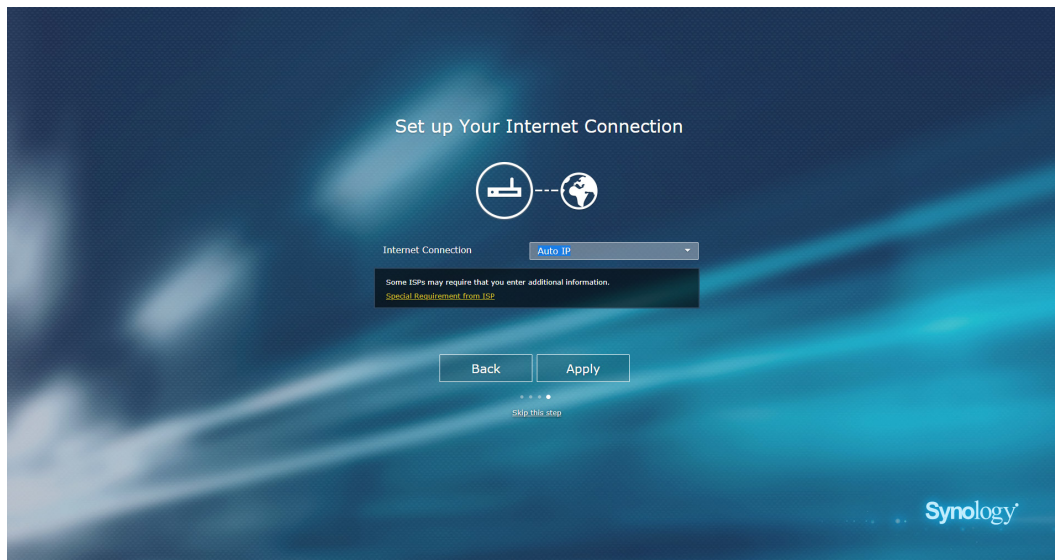 Set up Your Internet Connection
Internet Connection Auto IP
Some ISPs may require that you enter additional information.
Special Requirement from ISP
Back Apply
Skip this step
Synology